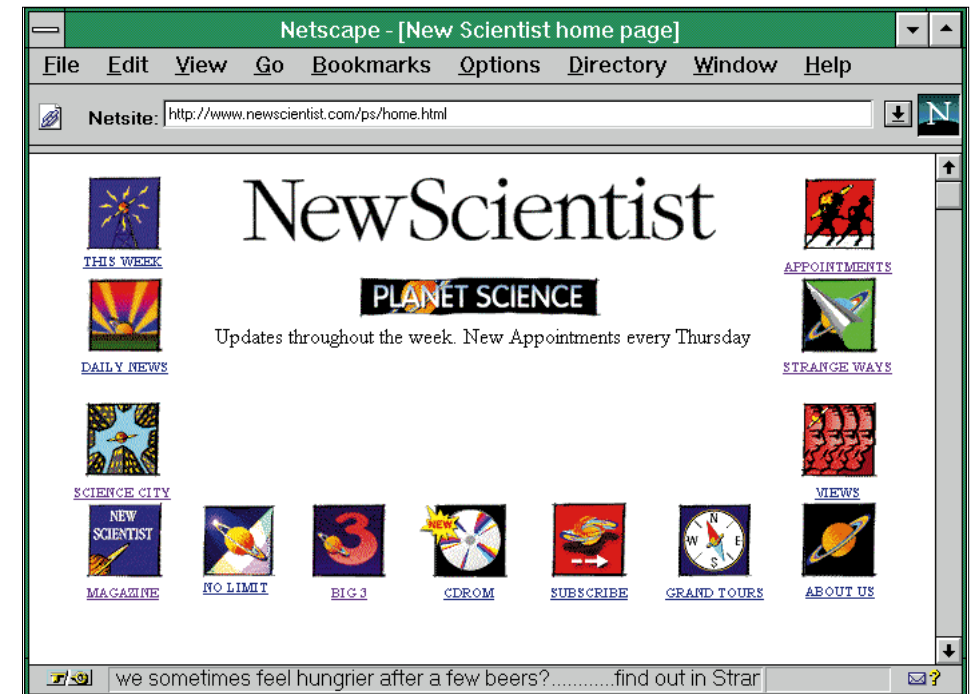 Netscape - [New Scientist home page]
File Edit View Go Bookmarks Options Directory Window Help
Netsite: http://www.newscientist.com/ps/home.html
N
NewScientist
THIS WEEK
APPOINTMENTS
PLANET SCIENCE
Updates throughout the week. New Appointments every Thursday
DAILY NEWS
STRANGE WAYS
SCIENCE CITY
VIEWS
NEW
SCIENTIST
3
NEW
N
W E
S
MAGAZINE NO LIMIT BIG 3 CDROM SUBSCRIBE GRAND TOURS ABOUT US
we sometimes feel hungrier after a few beers?............find out in Strar
?